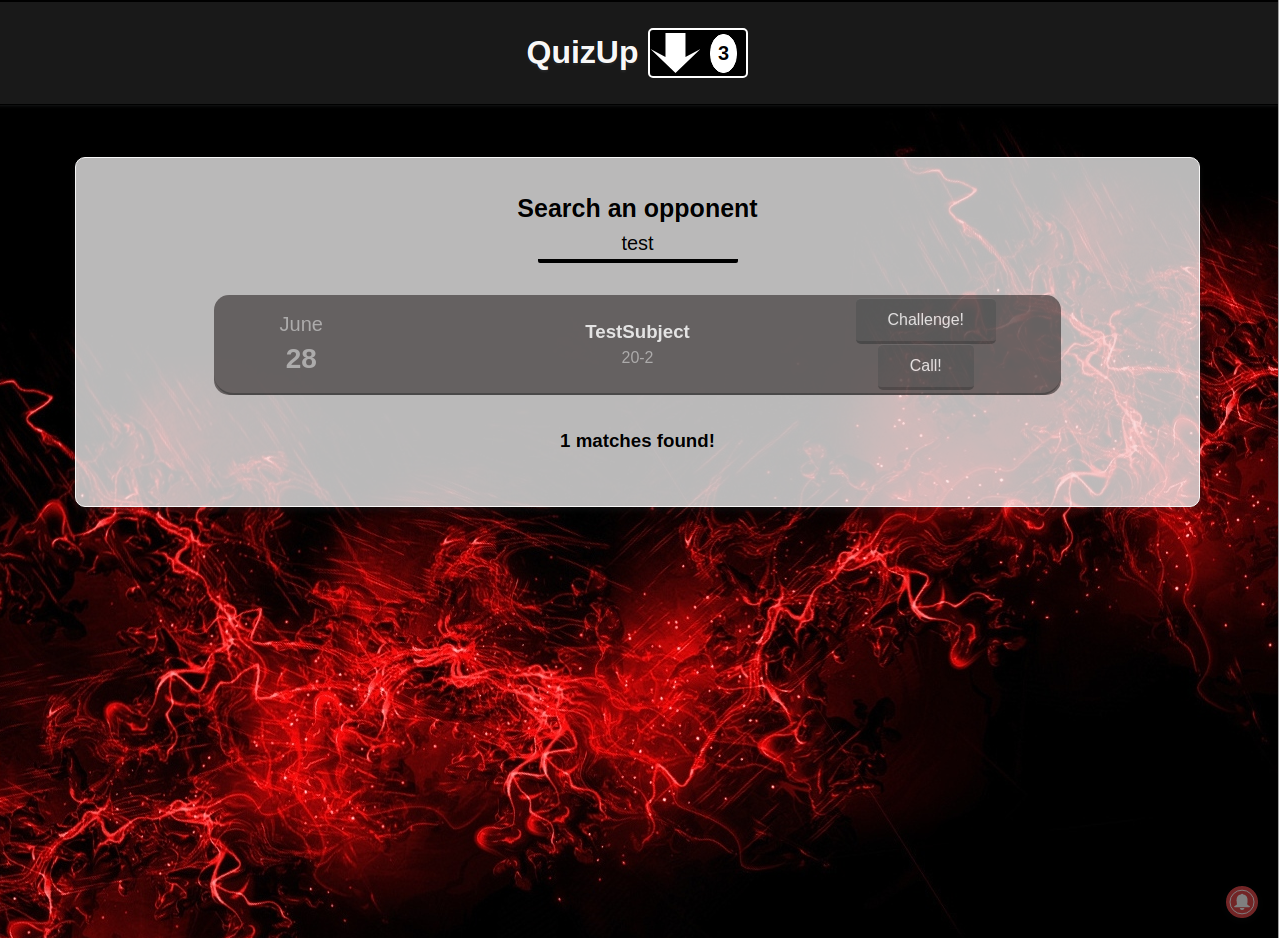 QuizUp 3
Search an opponent
test
June
28
TestSubject
20-2
Challenge!
Call!
1 matches found!